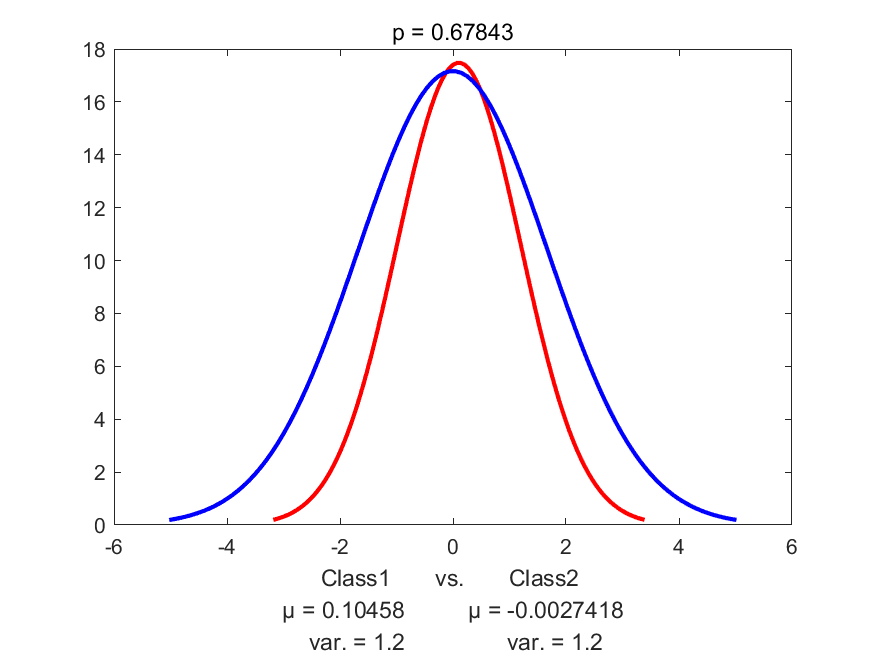 p = 0.67843
18
16
14
12
10
8
6
4
2
0
-6 -4 -2 0 2 4 6
Class1 vs. Class2
μ = 0.10458 μ = -0.0027418
var. = 1.2 var. = 1.2